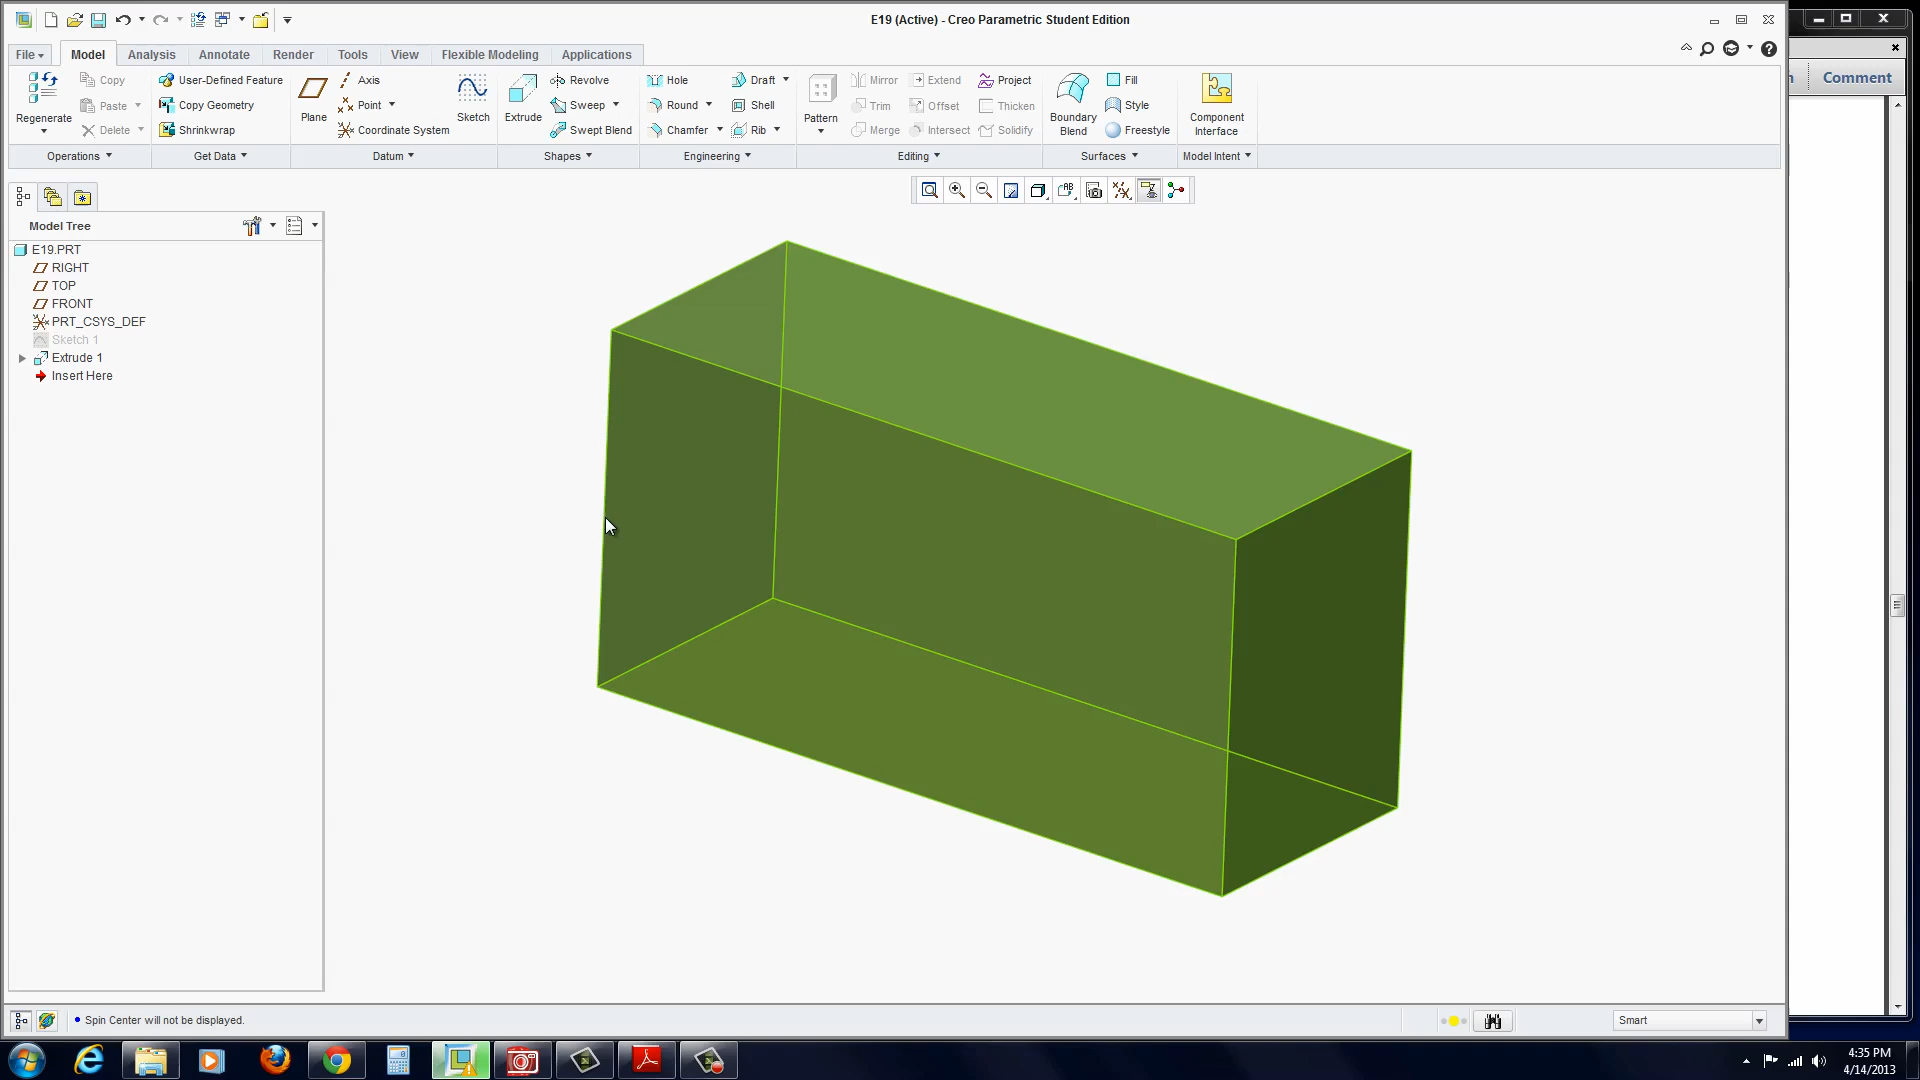 E19 (Active) - Creo Parametric Student Edition
File Model Analysis Annotate Render Tools View Flexible Modeling Applications
Regenerate
Copy
Paste
Delete
Operations
User-Defined Feature
Copy Geometry
Shrinkwrap
Get Data
Plane
Axis
Point
Coordinate System
Sketch
Datum
Extrude
Revolve
Sweep
Swept Blend
Shapes
Hole
Round
Chamfer
Draft
Shell
Rib
Engineering
Pattern
Mirror
Trim
Merge
Extend
Offset
Intersect
Project
Thicken
Solidify
Editing
Boundary
Blend
Fill
Style
Freestyle
Surfaces
Component
Interface
Model Intent
Comment
Model Tree
E19.PRT
RIGHT
TOP
FRONT
PRT_CSYS_DEF
Sketch 1
Extrude 1
Insert Here
Spin Center will not be displayed.
Smart
4:35 PM
4/14/2013